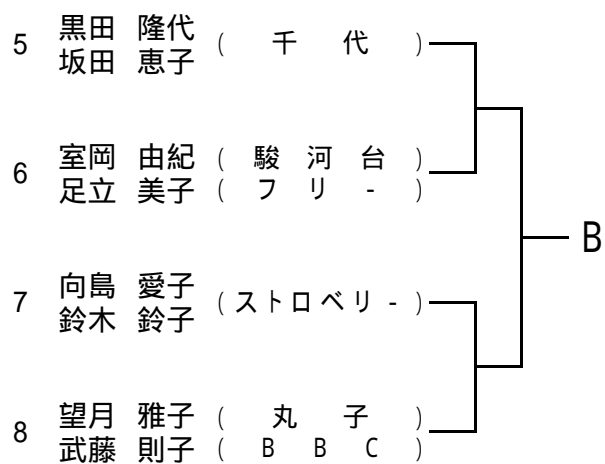 5 黒田 隆代 ( 千 代 )
坂田 恵子
6 室岡 由紀 ( 駿 河 台 )
足立 美子 ( フ リ - )
7 向島 愛子 ( ストロベリ - )
鈴木 鈴子
8 望月 雅子 ( 丸 子 )
武藤 則子 ( B B C )
B